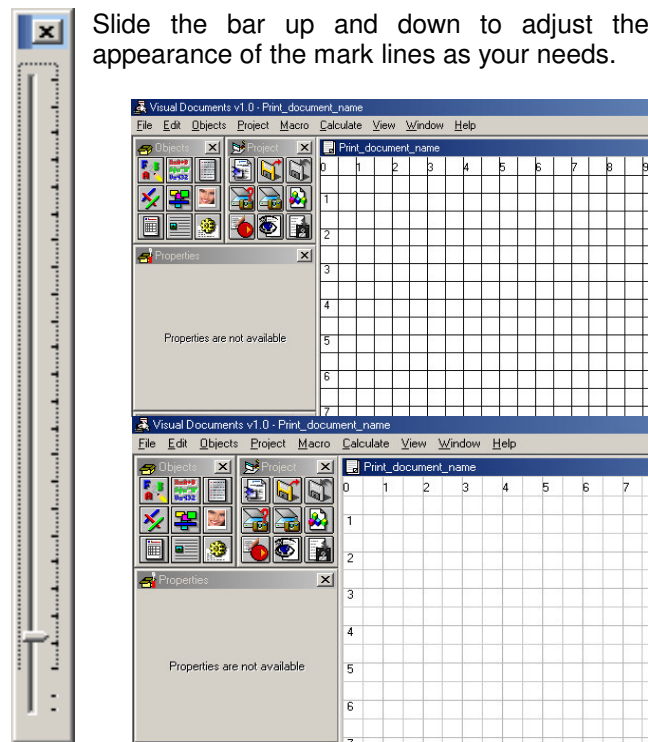 Slide the bar up and down to adjust the
appearance of the mark lines as your needs.
Visual Documents v1.0 - Print_document_name
File Edit Objects Project Macro Calculate View Window Help
Objects Project Print_document_name
0 1 2 3 4 5 6 7 8 9
1
2
Properties
3
4
Properties are not available
5
6
7
Visual Documents v1.0 - Print_document_name
File Edit Objects Project Macro Calculate View Window Help
Objects Project Print_document_name
0 1 2 3 4 5 6 7
1
2
Properties
3
4
Properties are not available
5
6
7